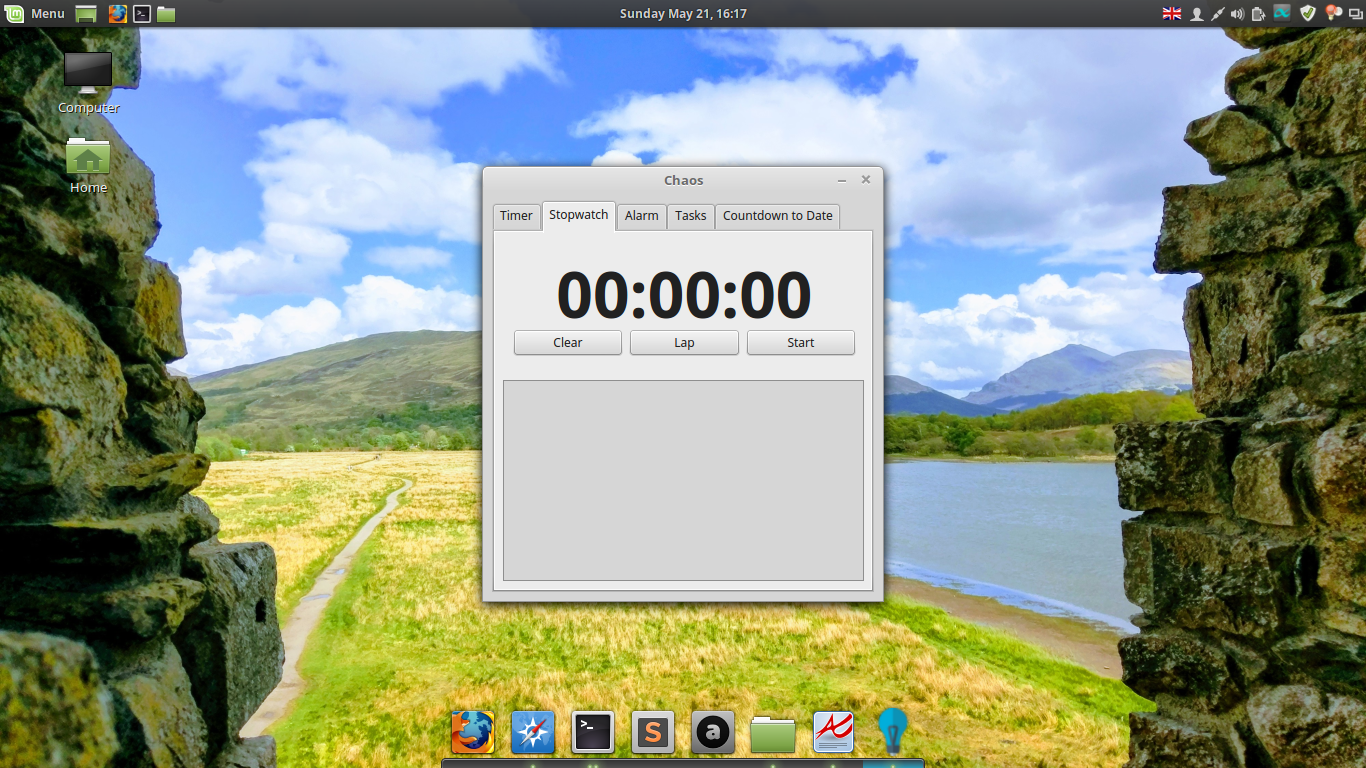 Menu
Sunday May 21, 16:17
Computer
Home
Chaos
Timer Stopwatch Alarm Tasks Countdown to Date
00:00:00
Clear Lap Start
>_
S a